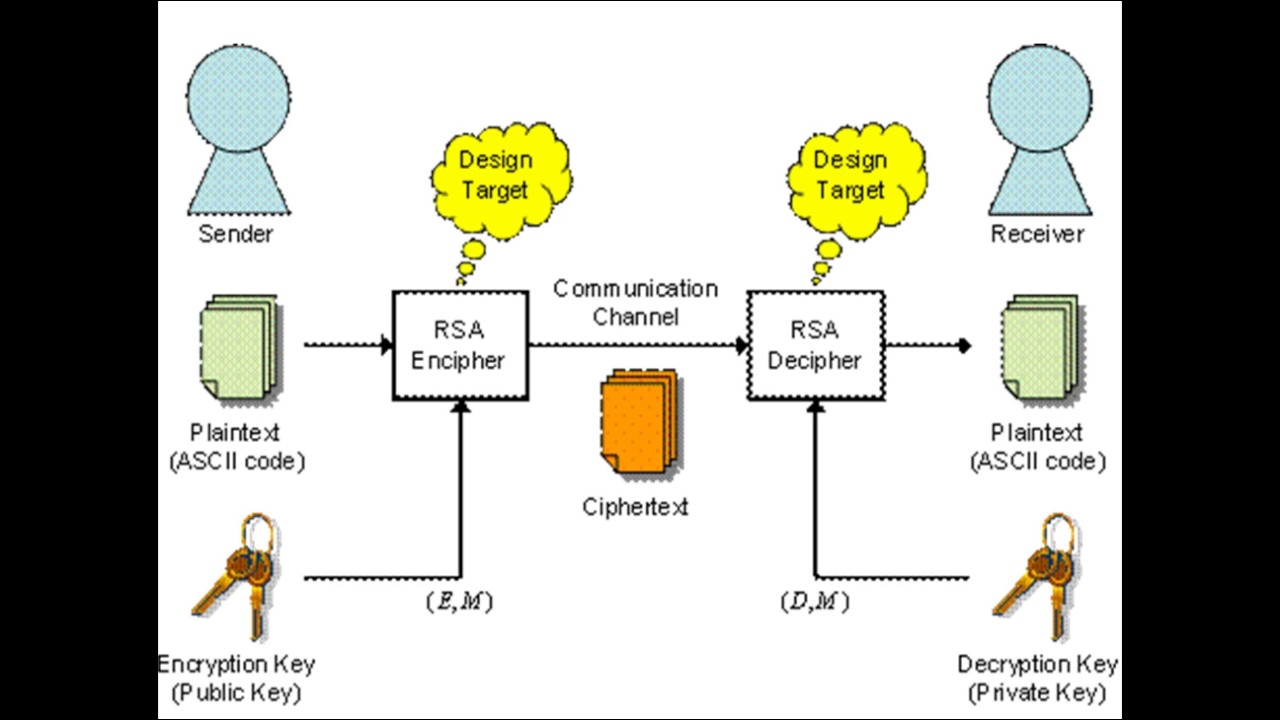 Design
Target
Design
Target
Sender
Receiver
Communication
Channel
RSA
Encipher
RSA
Decipher
Plaintext
(ASCII code)
Plaintext
(ASCII code)
Ciphertext
(E,M)
(D,M)
Encryption Key
(Public Key)
Decryption Key
(Private Key)